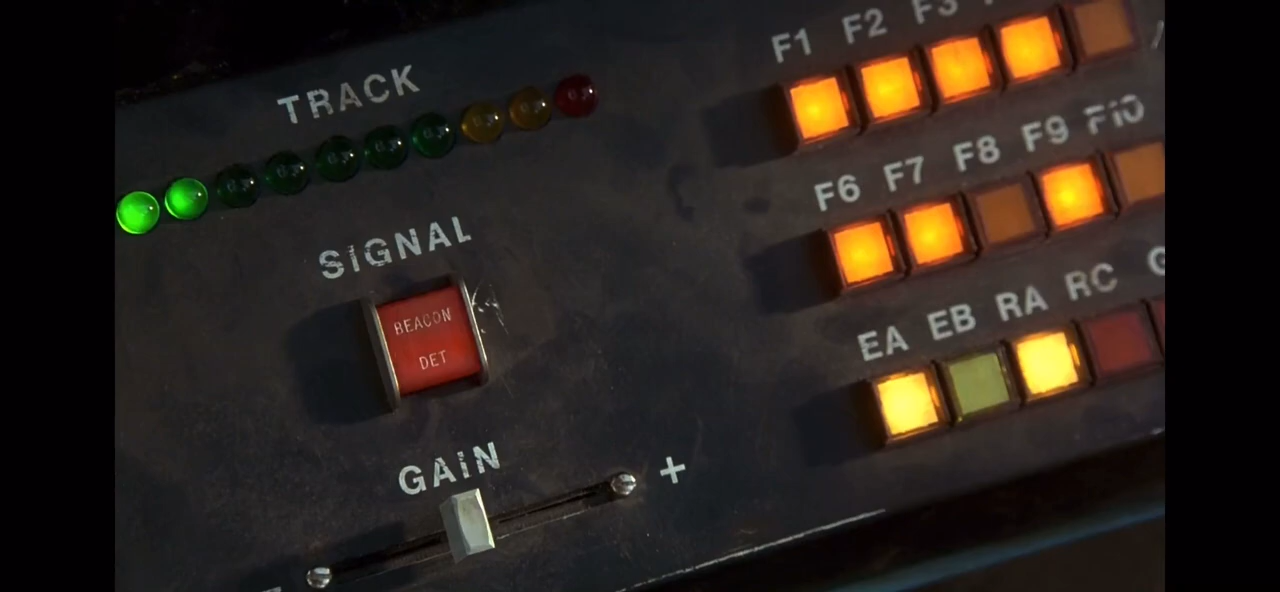 TRACK
SIGNAL
BEACON
DET
GAIN
+
F1 F2 F3
F6 F7 F8 F9 F10
EA EB RA RC